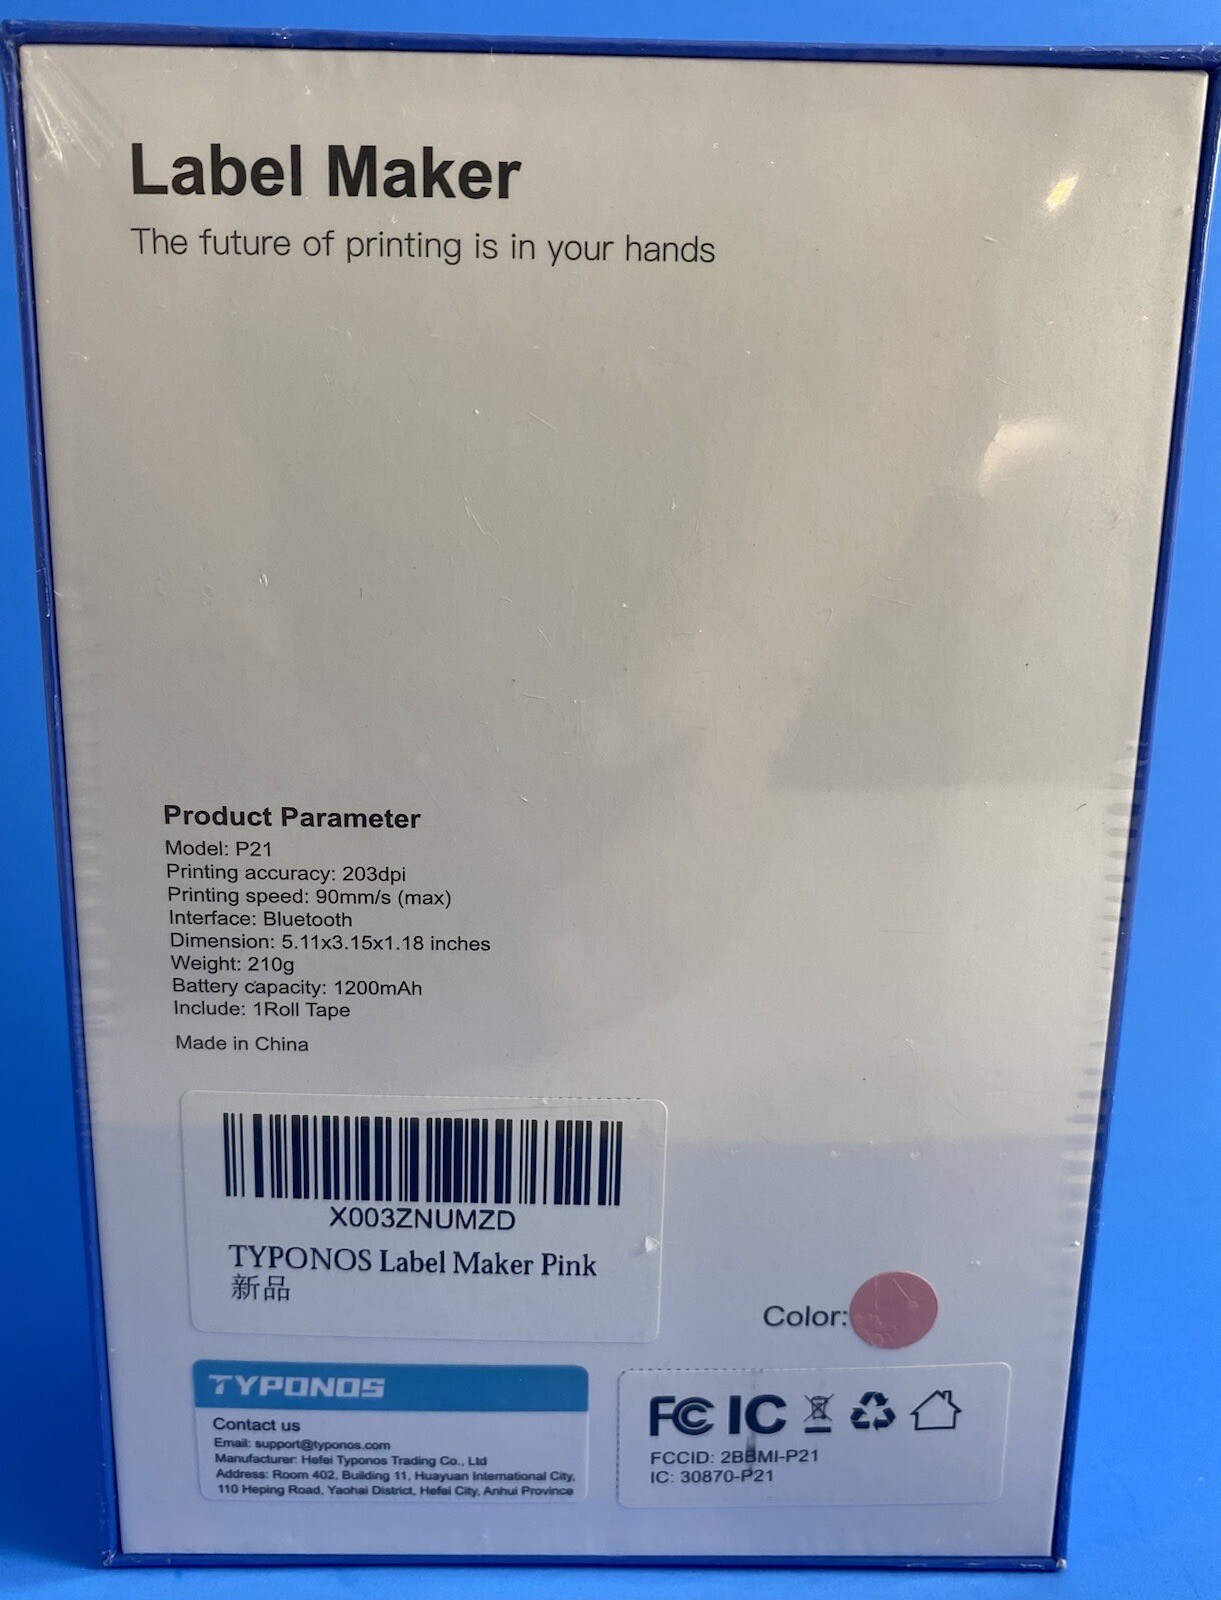 Label Maker
The future of printing is in your hands
Product Parameter
Model: P21
Printing accuracy: 203dpi
Printing speed: 90mm/s (max)
Interface: Bluetooth
Dimension: 5.11x3.15x1.18 inches
Weight: 210g
Battery capacity: 1200mAh
Include: 1Roll Tape
Made in China
X003ZNUMZD
TYPONOS Label Maker Pink
新品
Color:
TYPONOS
Contact us
Email: support@typonos.com
Manufacturer: Hefei Typonos Trading Co., Ltd
Address: Room 402, Building 11, Huayuan International City,
110 Heping Road, Yaohai District, Hefei City, Anhui Province
FC IC
FCCID: 2BBMI-P21
IC: 30870-P21